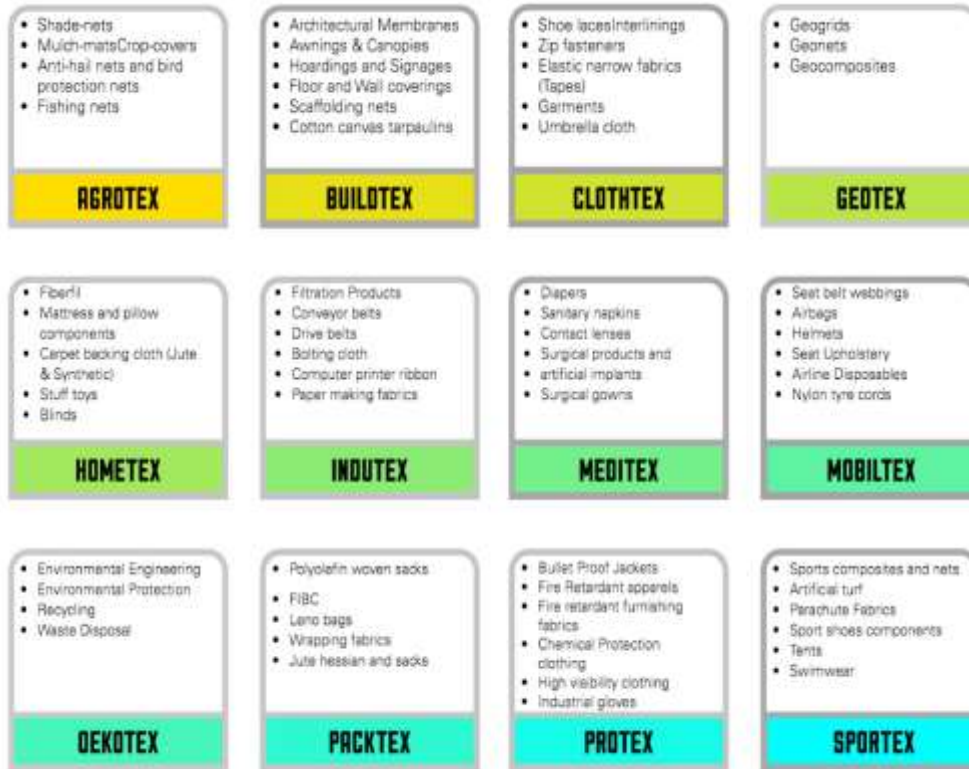 • Shade-nets
• Mulch-matsCrop-covers
• Anti-hail nets and bird
protection nets
• Fishing nets
AGROTEX
• Architectural Membranes
• Awnings & Canopies
• Hoardings and Signages
• Floor and Wall coverings
• Scaffolding nets
• Cotton canvas tarpaulins
BUILDTEX
• Shoe lacesInterlinings
• Zip fasteners
• Elastic narrow fabrics
(Tapes)
• Garments
• Umbrella cloth
CLOTHTEX
• Geogrids
• Geonets
• Geocomposites
GEOTEX
• Fiberfil
• Mattress and pillow
components
• Carpet backing cloth (Jute
& Synthetic)
• Stuff toys
• Blinds
HOMETEX
• Filtration Products
• Conveyor belts
• Drive belts
• Bolting cloth
• Computer printer ribbon
• Paper making fabrics
INDUTEX
• Diapers
• Sanitary napkins
• Contact lenses
• Surgical products and
• artificial implants
• Surgical gowns
MEDITEX
• Seat belt webbings
• Airbags
• Helmets
• Seat Upholstery
• Airline Disposables
• Nylon tyre cords
MOBILTEX
• Environmental Engineering
• Environmental Protection
• Recycling
• Waste Disposal
OEKOTEX
• Polyolefin woven sacks
• FIBC
• Leno bags
• Wrapping fabrics
• Jute hessian and sacks
PACKTEX
• Bullet Proof Jackets
• Fire Retardant apparels
• Fire retardant furnishing
fabrics
• Chemical Protection
clothing
• High visibility clothing
• Industrial gloves
PROTEX
• Sports composites and nets
• Artificial turf
• Parachute Fabrics
• Sport shoes components
• Tents
• Swimwear
SPORTEX